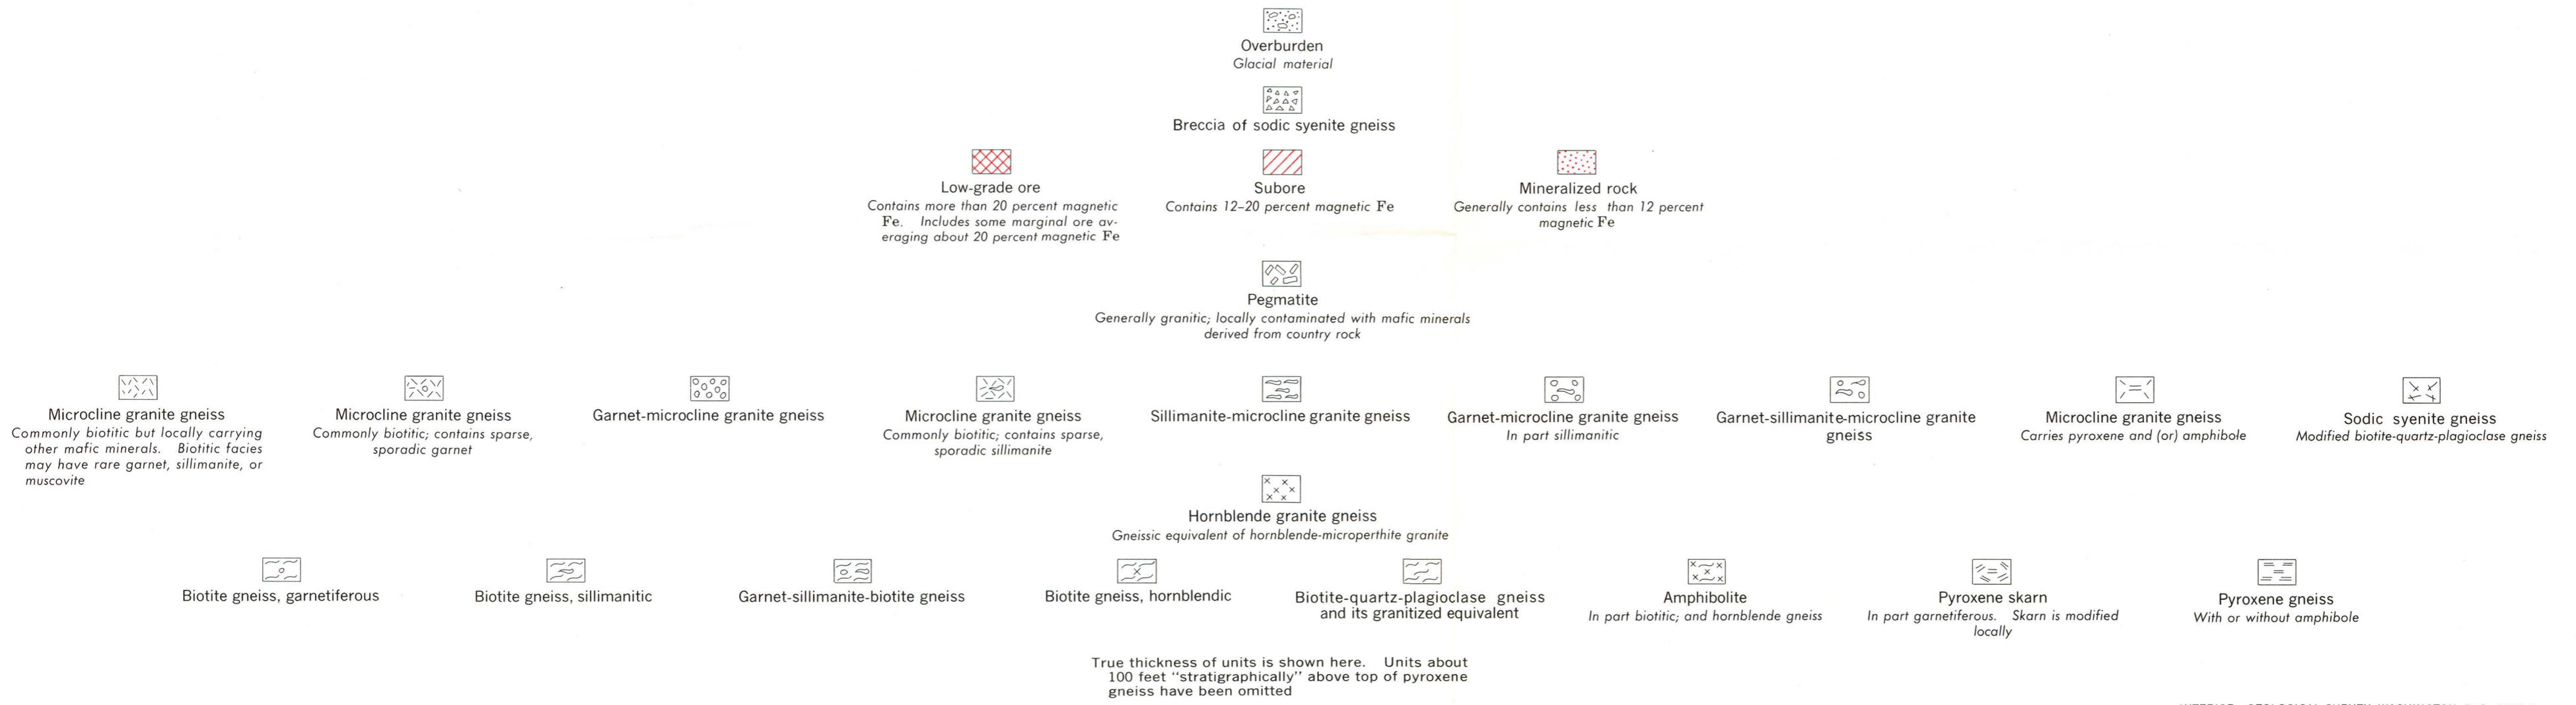 Overburden
Glacial material
Breccia of sodic syenite gneiss
Low-grade ore
Contains more than 20 percent magnetic
Fe. Includes some marginal ore av-
eraging about 20 percent magnetic Fe
Subore
Contains 12–20 percent magnetic Fe
Mineralized rock
Generally contains less than 12 percent
magnetic Fe
Pegmatite
Generally granitic; locally contaminated with mafic minerals
derived from country rock
Microcline granite gneiss
Commonly biotitic but locally carrying
other mafic minerals. Biotitic facies
may have rare garnet, sillimanite, or
muscovite
Microcline granite gneiss
Commonly biotitic; contains sparse,
sporadic garnet
Garnet-microcline granite gneiss
Microcline granite gneiss
Commonly biotitic; contains sparse,
sporadic sillimanite
Sillimanite-microcline granite gneiss
Garnet-microcline granite gneiss
In part sillimanitic
Garnet-sillimanite-microcline granite
gneiss
Microcline granite gneiss
Carries pyroxene and (or) amphibole
Sodic syenite gneiss
Modified biotite-quartz-plagioclase gneiss
Hornblende granite gneiss
Gneissic equivalent of hornblende-microperthite granite
Biotite gneiss, garnetiferous
Biotite gneiss, sillimanitic
Garnet-sillimanite-biotite gneiss
Biotite gneiss, hornblendic
Biotite-quartz-plagioclase gneiss
and its granitized equivalent
Amphibolite
In part biotitic; and hornblende gneiss
Pyroxene skarn
In part garnetiferous. Skarn is modified
locally
Pyroxene gneiss
With or without amphibole
True thickness of units is shown here. Units about
100 feet "stratigraphically" above top of pyroxene
gneiss have been omitted